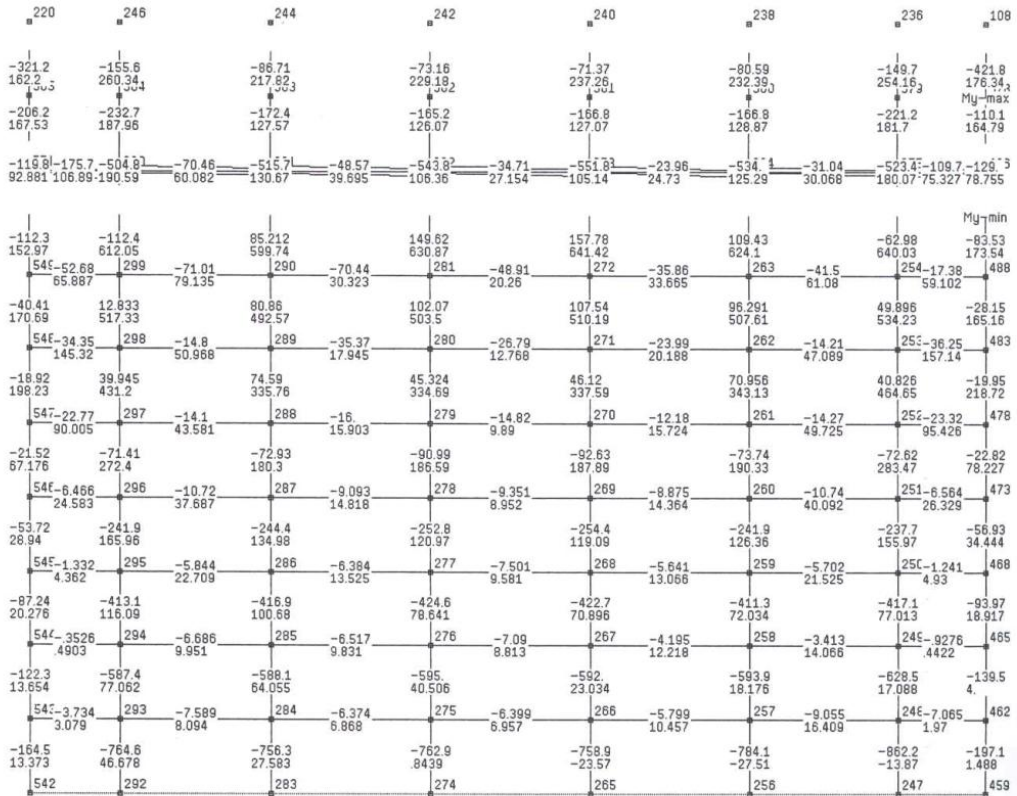 220 246 244 242 240 238 236 108
-321.2 -155.6 -86.71 -73.16 -71.37 -80.59 -149.7 -421.8
162.2 260.34 217.82 229.18 237.26 232.39 254.16 176.34
My-max
-206.2 -232.7 -172.4 -165.2 -166.8 -166.8 -221.2 -110.1
167.53 187.96 127.57 126.07 127.07 128.87 181.7 164.79
-119.8 -175.7 -504.8 -70.46 -48.57 -543.8 -34.71 -551.8 -23.96 -534. -31.04 -523.4 -109.7 -129.
92.881 106.89 190.59 60.082 130.67 39.695 106.36 27.154 105.14 24.73 125.29 30.068 180.07 75.327 78.755
My-min
-112.3 -112.4 85.212 149.62 157.78 109.43 -62.98 -83.53
152.97 612.05 599.74 630.87 641.42 624.1 640.03 173.54
-52.68 299 -71.01 290 -70.44 281 -48.91 272 -35.86 263 -41.5 254 -17.38 488
65.887 79.135 30.323 20.26 33.665 61.08 59.102
-40.41 12.833 80.86 102.07 107.54 96.291 49.896 -28.15
170.69 517.33 492.57 503.5 510.19 507.61 534.23 165.16
-34.35 298 -14.8 289 -35.37 280 -26.79 271 -23.99 262 -14.21 -36.25 483
145.32 50.968 17.945 12.768 20.188 47.089 157.14
-18.92 39.945 74.59 45.324 46.12 70.956 40.826 -19.95
198.23 431.2 335.76 334.69 337.59 343.13 464.65 218.72
547 -22.77 297 -14.1 288 -16. 279 -14.82 270 -12.18 261 -14.27 252 -23.32 478
90.005 43.581 15.903 9.89 15.724 49.725 95.426
-21.52 -71.41 -72.93 -90.99 -92.63 -73.74 -72.62 -22.82
67.176 272.4 180.3 186.59 187.89 190.33 283.47 78.227
546 -6.466 296 -10.72 287 -9.093 278 -9.351 269 -8.875 260 -10.74 251 -6.564 473
24.583 37.687 14.818 8.952 14.364 40.092 26.329
-53.72 -241.9 -244.4 -252.8 -254.4 -241.9 -237.7 -56.93
28.94 165.96 134.98 120.97 119.09 126.36 155.97 34.444
-1.332 295 -5.844 286 -6.384 277 -7.501 268 -5.641 259 -5.702 -1.241 468
4.362 22.709 13.525 9.581 13.066 21.525 4.93
-87.24 -413.1 -416.9 -424.6 -422.7 -411.3 -417.1 -93.97
20.276 116.09 100.68 78.641 70.896 72.034 77.013 18.917
-.3526 294 -6.686 285 -6.517 276 -7.09 267 -4.195 258 -3.413 249 -.9276 465
.4903 9.951 9.831 8.813 12.218 14.066 .4422
-122.3 -587.4 -588.1 -595. -592. -593.9 -628.5 -139.5
13.654 77.062 64.055 40.506 23.034 18.176 17.088 4.
-3.734 293 -7.589 284 -6.374 275 -6.399 266 -5.799 257 -9.055 -7.065 462
3.079 8.094 6.868 6.957 10.457 16.409 1.97
-164.5 -764.6 -756.3 -762.9 -758.9 -784.1 -862.2 -197.1
13.373 46.678 27.583 .8439 -23.57 -27.51 -13.87 1.488
542 292 283 274 265 256 247 459